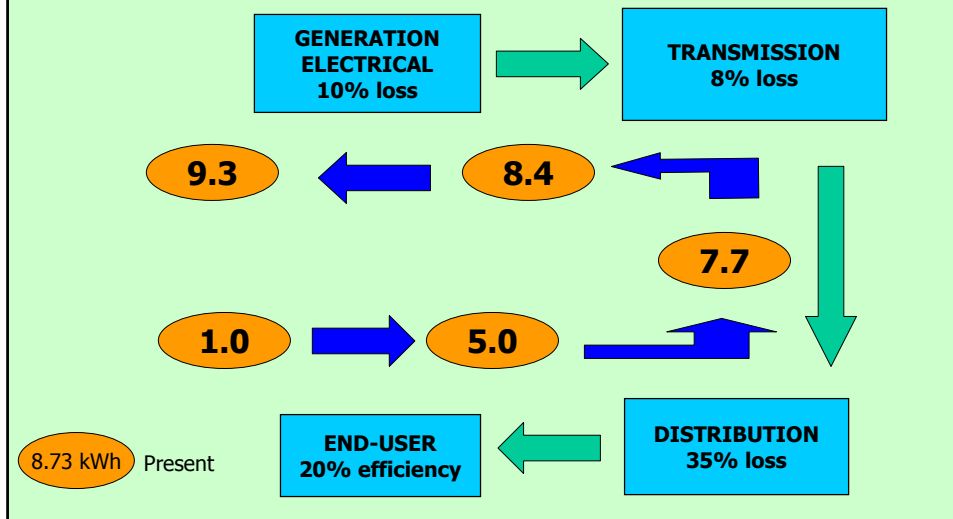 GENERATION
ELECTRICAL
10% loss
TRANSMISSION
8% loss
9.3
8.4
7.7
1.0
5.0
8.73 kWh
Present
END-USER
20% efficiency
DISTRIBUTION
35% loss